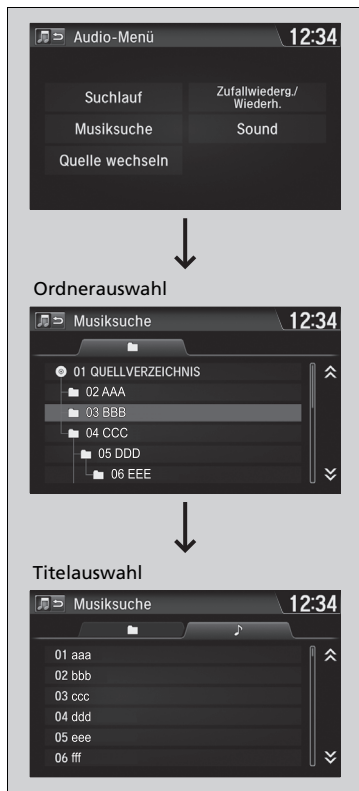 Audio-Menü 12:34
Suchlauf Zufallwiederg./
Wiederh.
Musiksuche Sound
Quelle wechseln
Ordnerauswahl
Musiksuche 12:34
01 QUELLVERZEICHNIS
02 AAA
03 BBB
04 CCC
05 DDD
06 EEE
Titelauswahl
Musiksuche 12:34
01 aaa
02 bbb
03 ccc
04 ddd
05 eee
06 fff